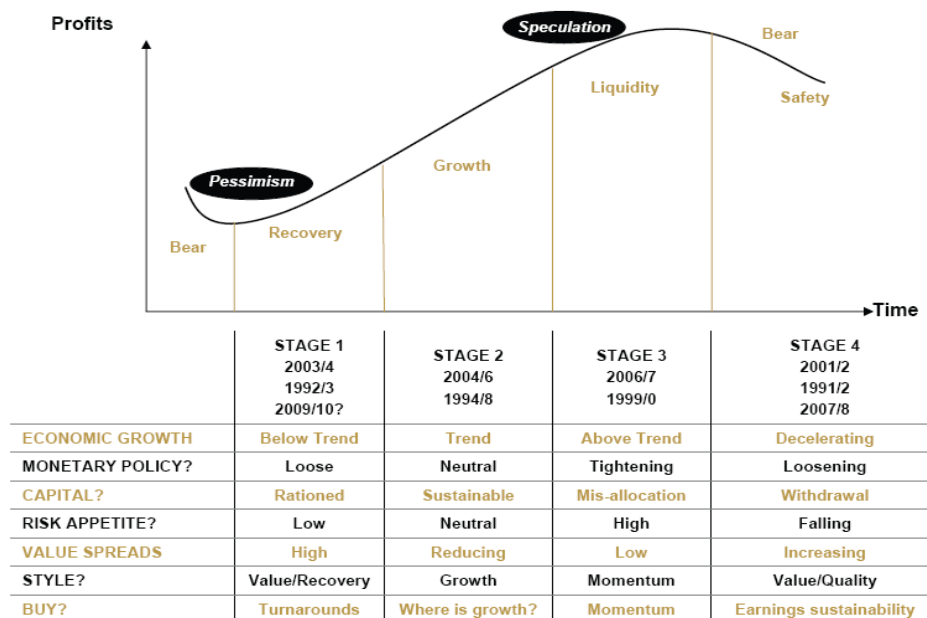 Profits
Speculation
Bear
Liquidity
Safety
Growth
Pessimism
Recovery
Bear
Time
STAGE 1
2003/4
1992/3
2009/10?
STAGE 2
2004/6
1994/8
STAGE 3
2006/7
1999/0
STAGE 4
2001/2
1991/2
2007/8
ECONOMIC GROWTH Below Trend Trend Above Trend Decelerating
MONETARY POLICY? Loose Neutral Tightening Loosening
CAPITAL? Rationed Sustainable Mis-allocation Withdrawal
RISK APPETITE? Low Neutral High Falling
VALUE SPREADS High Reducing Low Increasing
STYLE? Value/Recovery Growth Momentum Value/Quality
BUY? Turnarounds Where is growth? Momentum Earnings sustainability